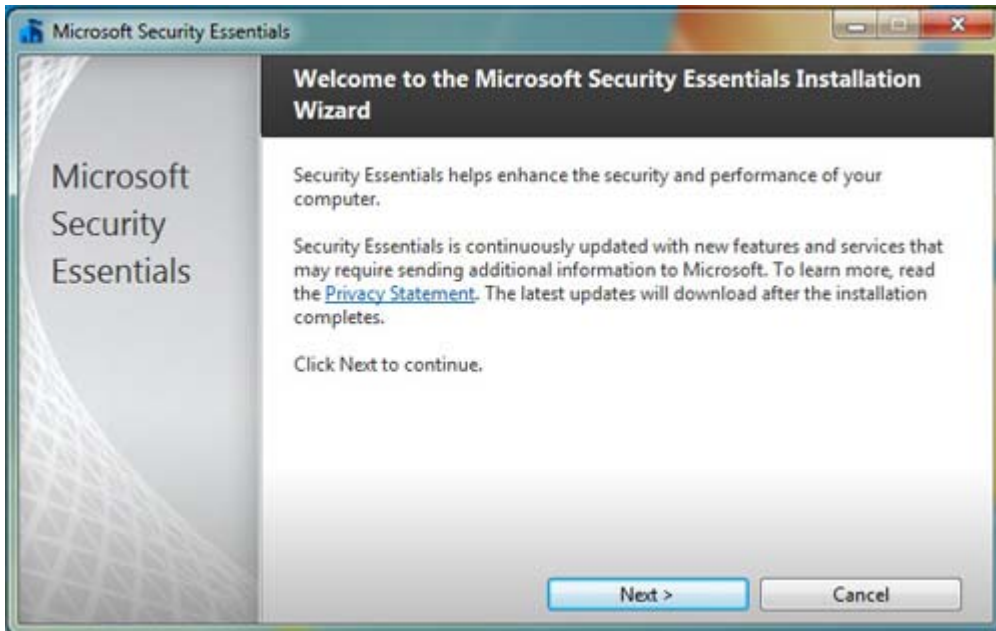 Microsoft Security Essentials
Welcome to the Microsoft Security Essentials Installation
Wizard
Microsoft
Security
Essentials
Security Essentials helps enhance the security and performance of your
computer.
Security Essentials is continuously updated with new features and services that
may require sending additional information to Microsoft. To learn more, read
the Privacy Statement. The latest updates will download after the installation
completes.
Click Next to continue.
Next >
Cancel